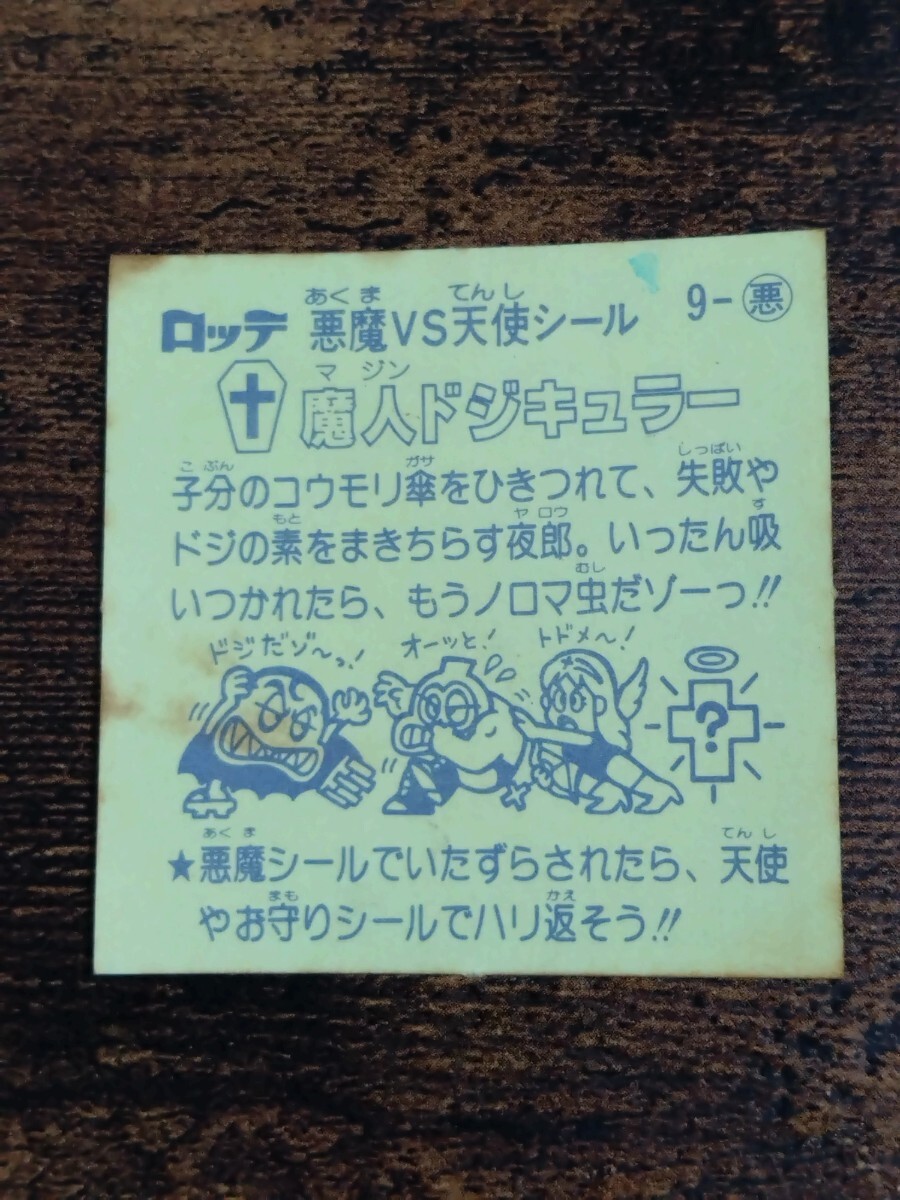 ロッテ 悪魔VS天使シール 9-悪
魔人ドジキュラー
子分のコウモリ傘をひきつれて、失敗や
ドジの素をまきちらす夜郎。いったん吸
いつかれたら、もうノロマ虫だゾーっ!!
ドジだゾ〜っ! オーッと! トドメ〜!
?
★悪魔シールでいたずらされたら、天使
やお守りシールでハリ返そう!!